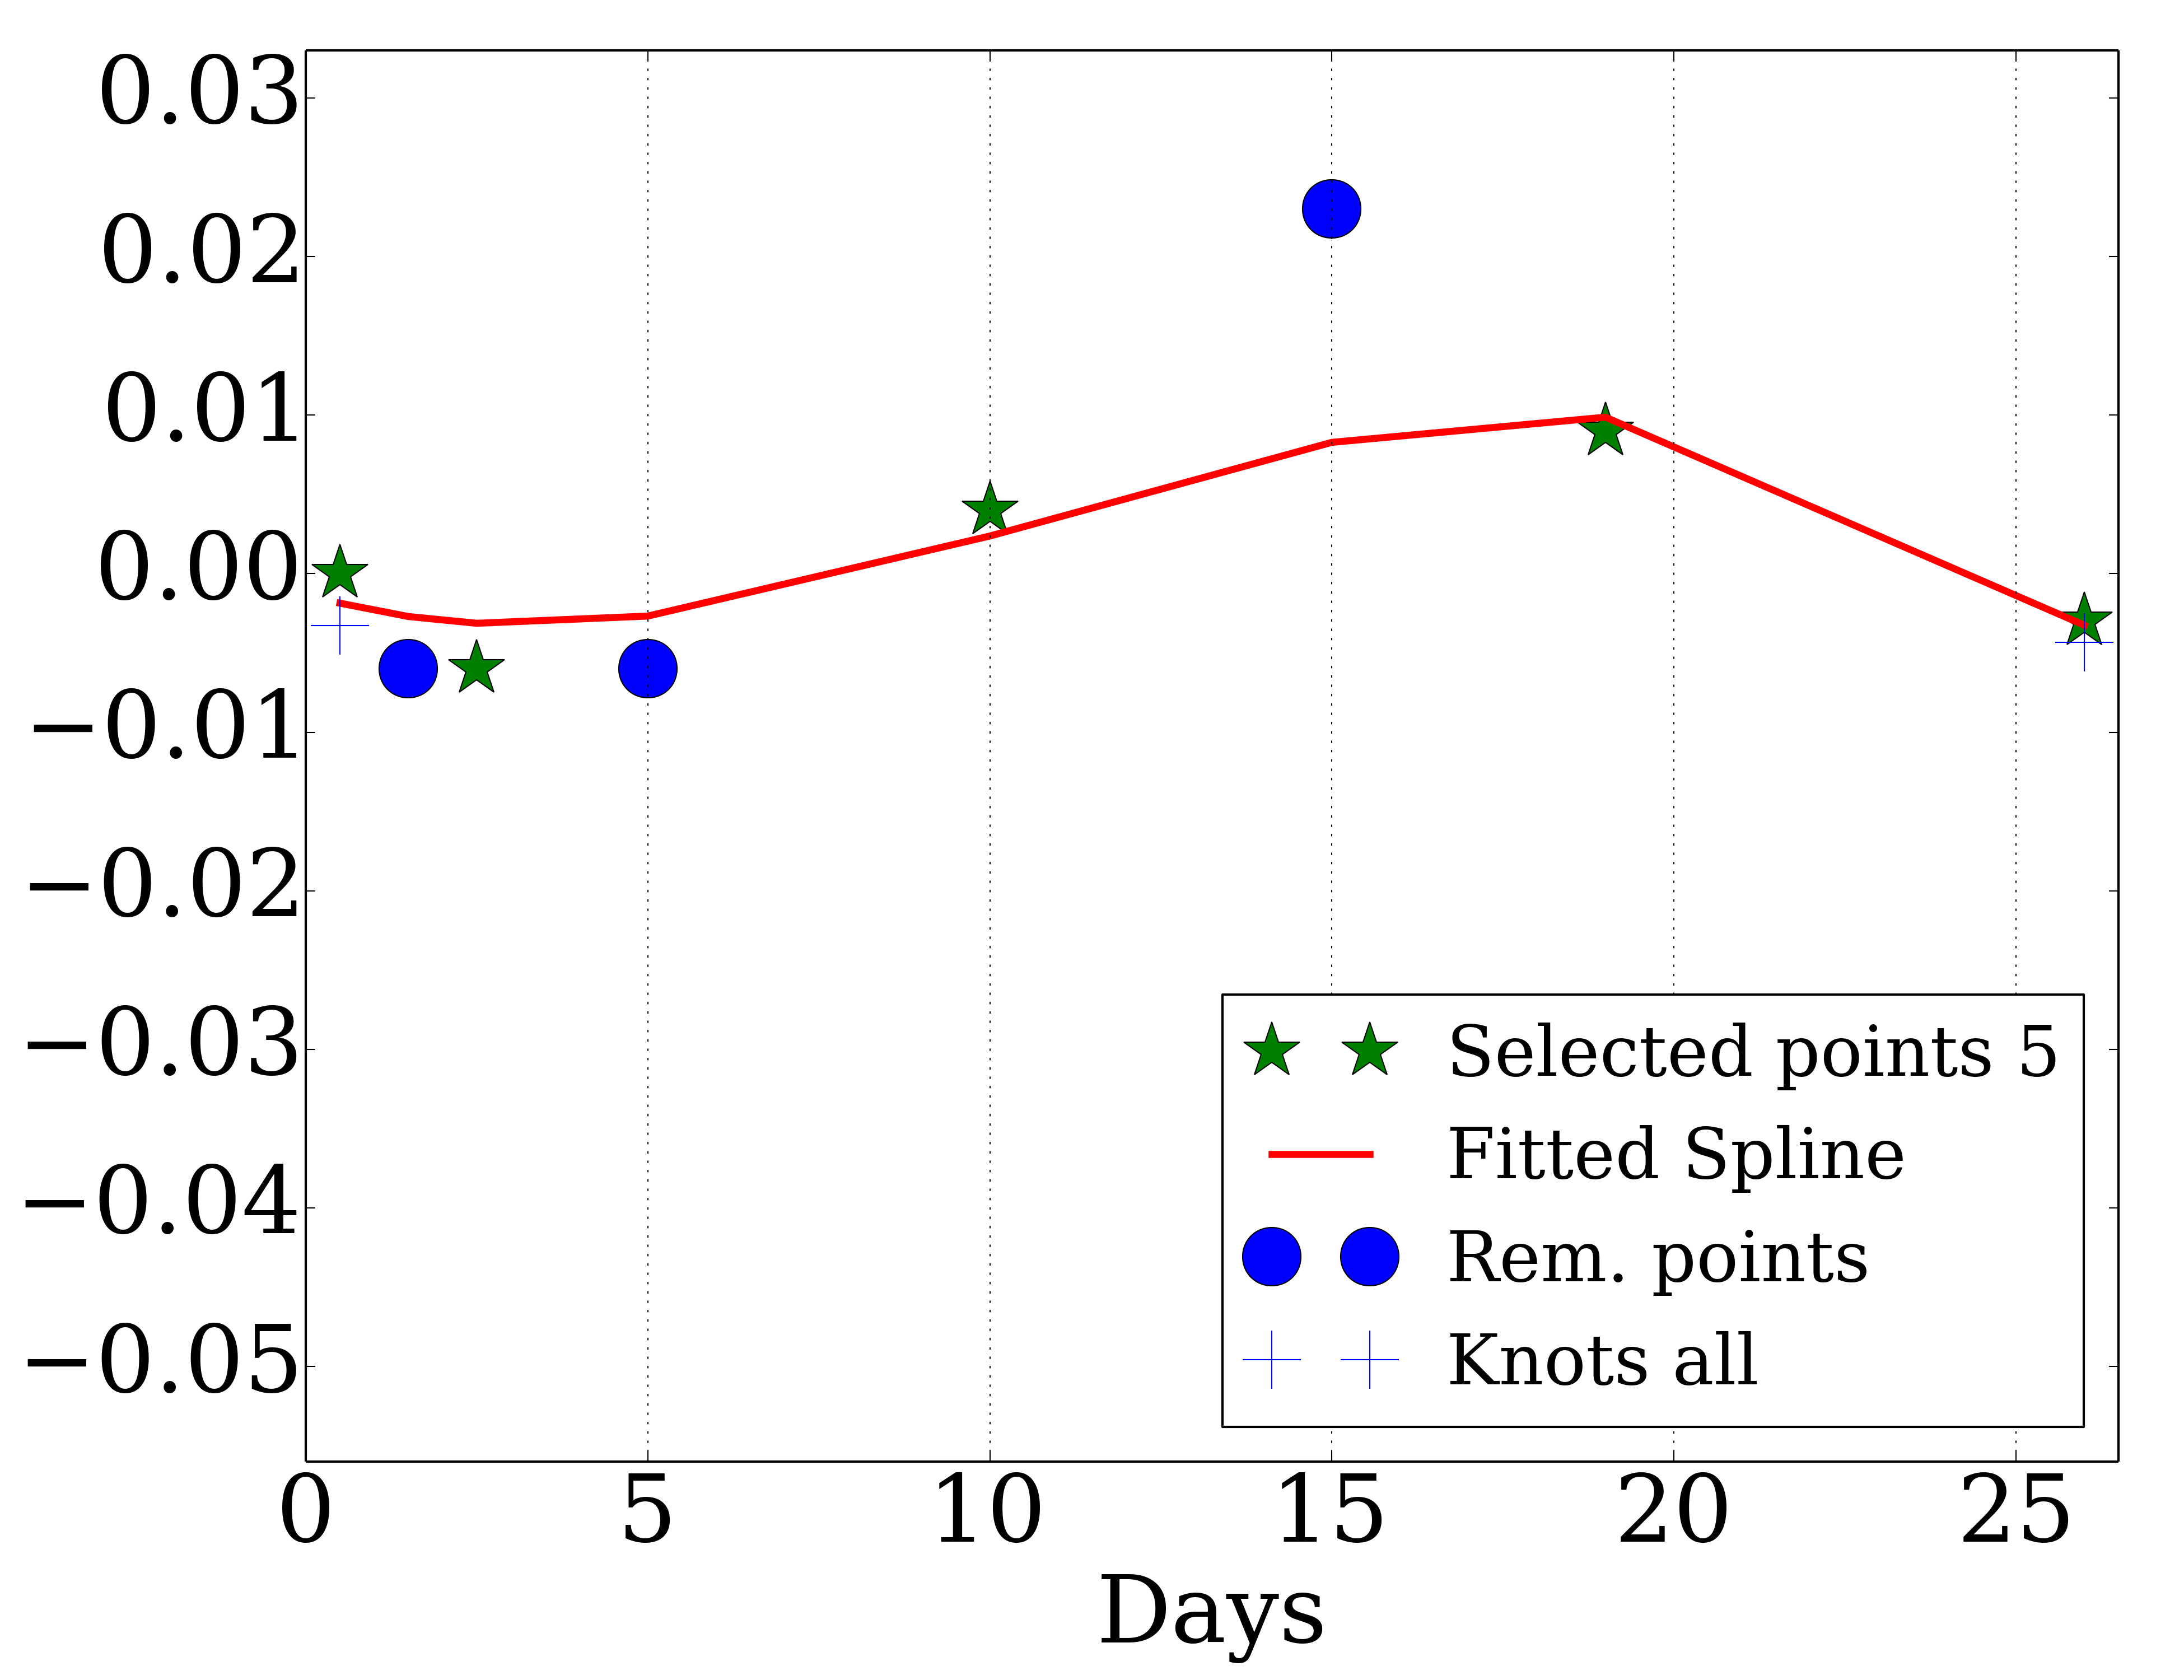 0.03
0.02
0.01
0.00
−0.01
−0.02
−0.03
−0.04
−0.05
Selected points 5
Fitted Spline
Rem. points
Knots all
0 5 10 15 20 25
Days